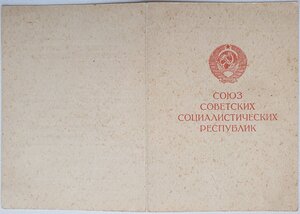 СОЮЗ
СОВЕТСКИХ
СОЦИАЛИСТИЧЕСКИХ
РЕСПУБЛИК